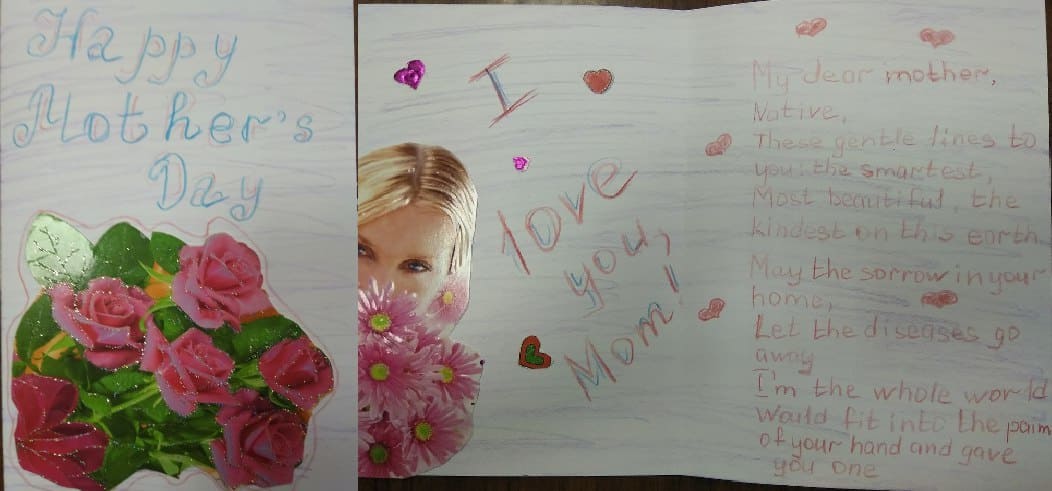 Happy
Mother's
Day
I
love
you,
Mom!
My dear mother,
Native,
These gentle lines to
you: the smartest,
Most beautiful, the
kindest on this earth.
May the sorrow in your
home,
Let the diseases go
away
I'm the whole world
Would fit into the paim
of your hand and gave
you one